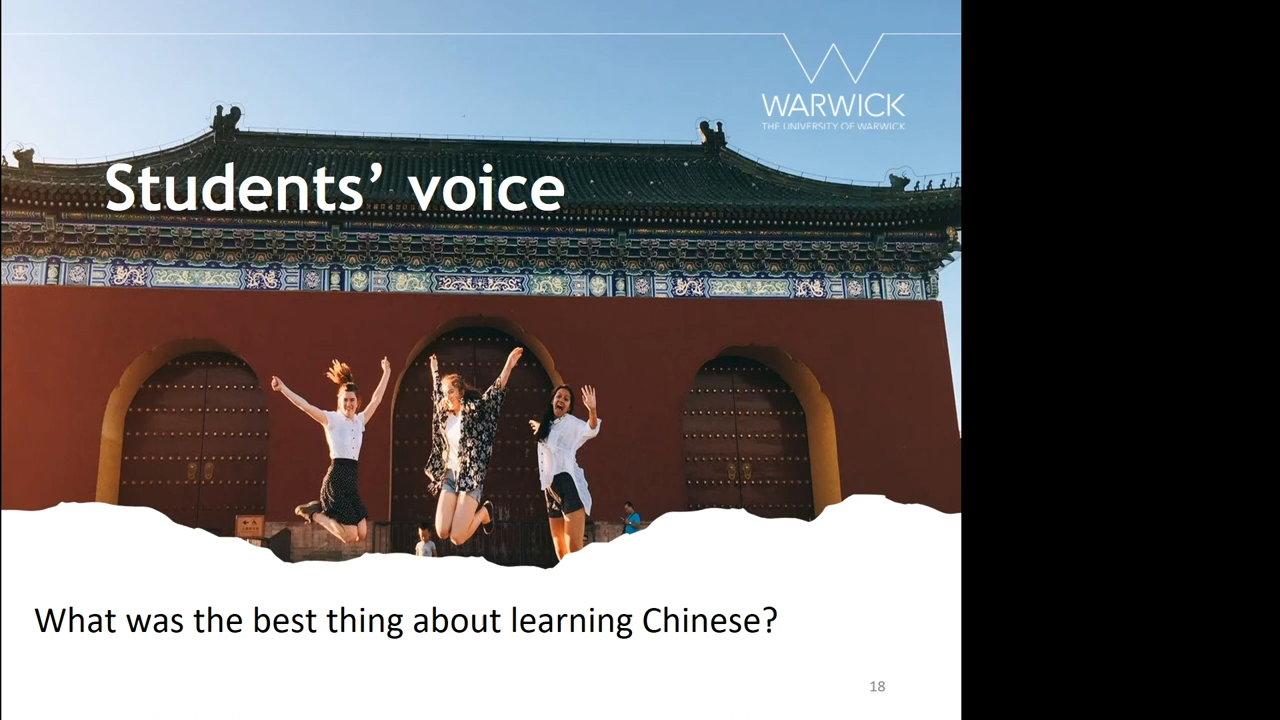 WARWICK
THE UNIVERSITY OF WARWICK
Students’ voice
What was the best thing about learning Chinese?
18